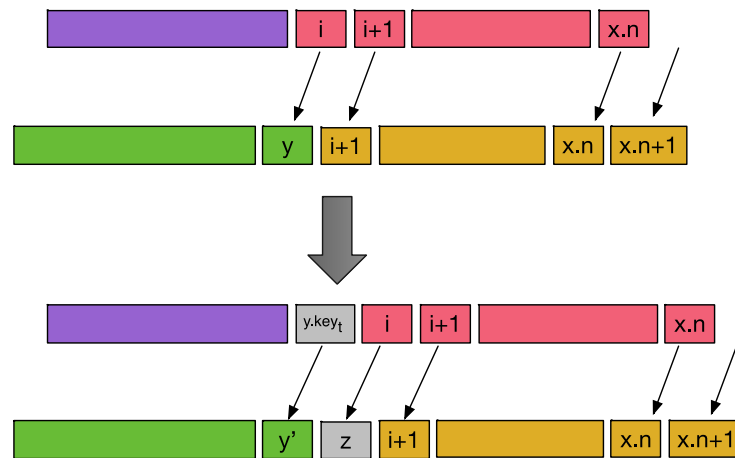 i i+1 x.n
y i+1 x.n x.n+1
y.keyt i i+1 x.n
y' z i+1 x.n x.n+1